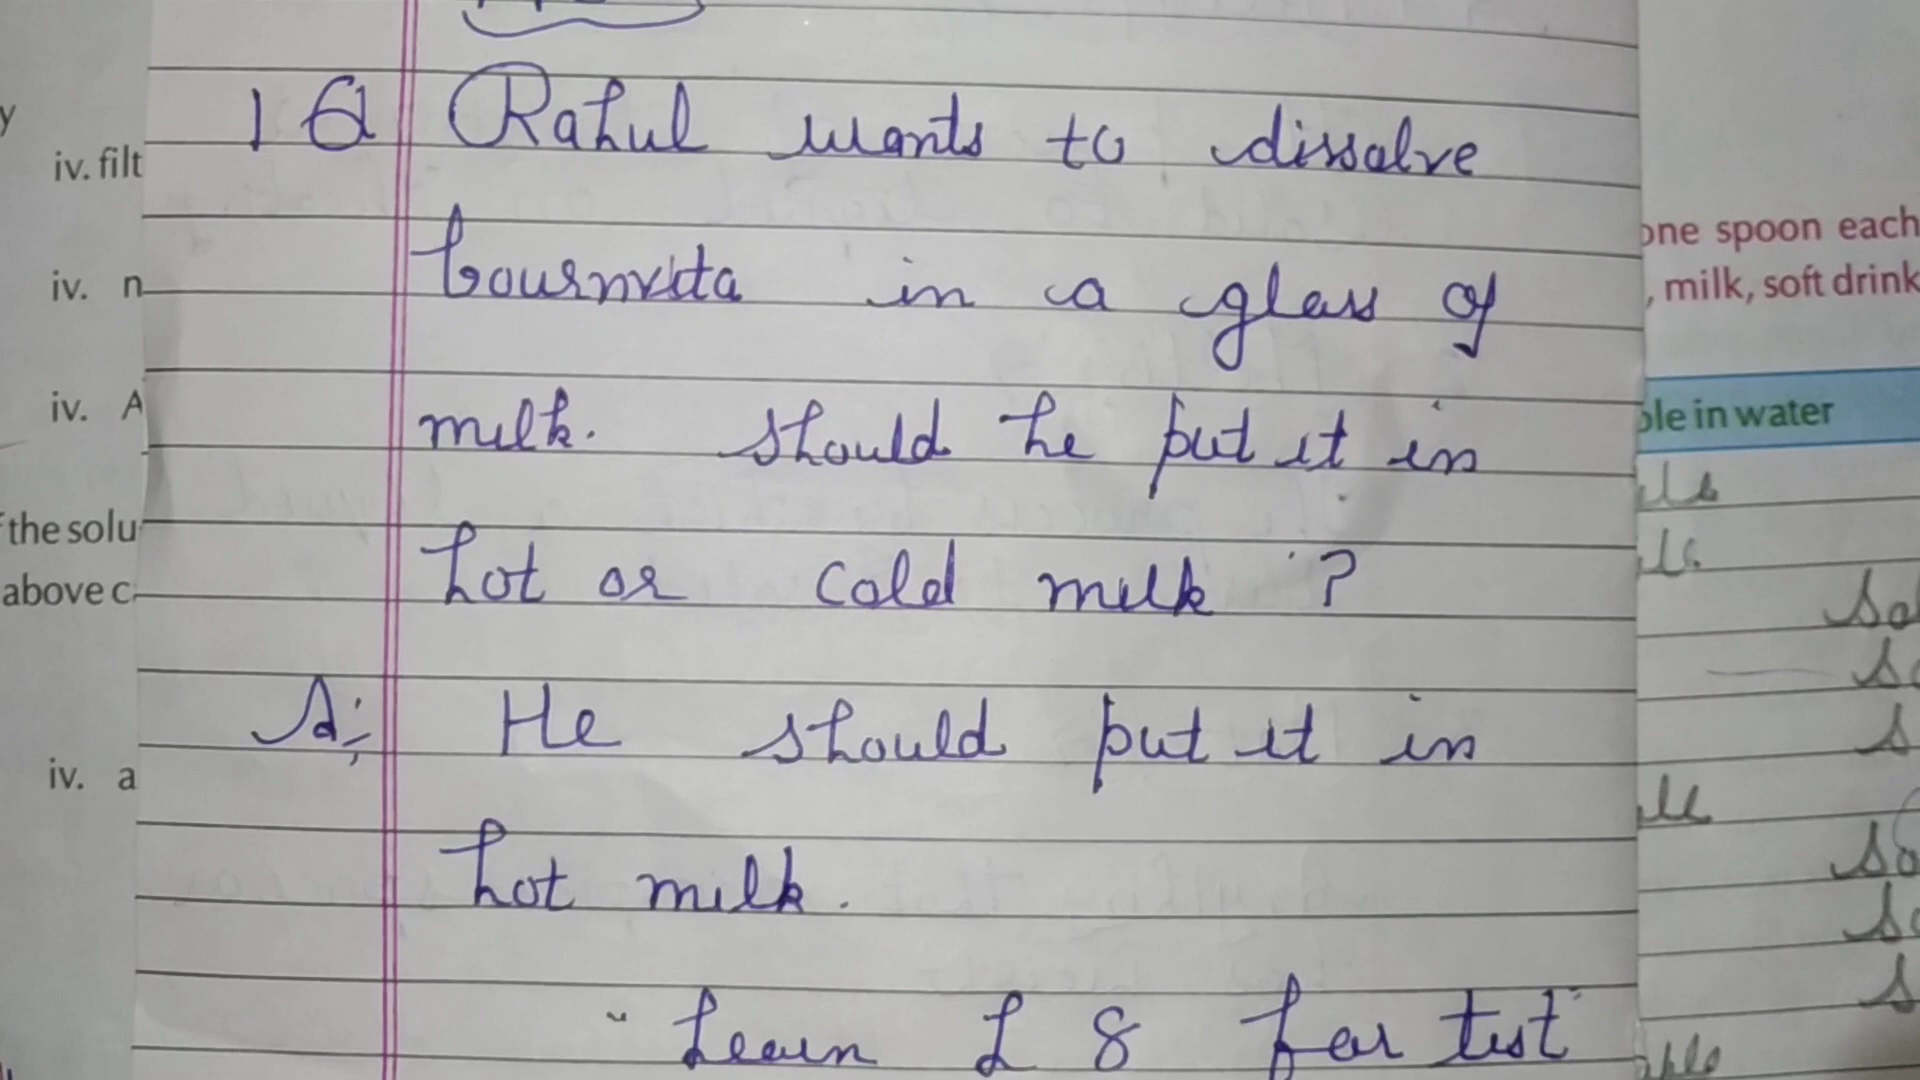 y
iv. filt
iv. n
iv. A
the solu
above c
iv. a
1 Q Rahul wants to dissolve
bournvita in a glass of
milk. Should he put it in
hot or cold milk ?
A:- He should put it in
hot milk.
Learn L 8 for test
one spoon each
, milk, soft drink
ble in water